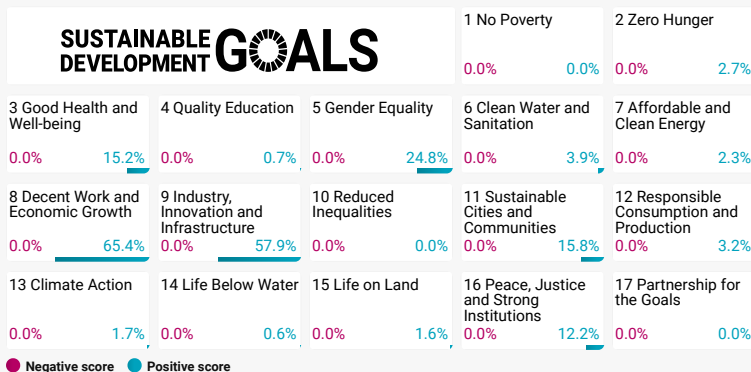 SUSTAINABLE
DEVELOPMENT
GOALS
1 No Poverty
0.0% 0.0%
2 Zero Hunger
0.0% 2.7%
3 Good Health and
Well-being
0.0% 15.2%
4 Quality Education
0.0% 0.7%
5 Gender Equality
0.0% 24.8%
6 Clean Water and
Sanitation
0.0% 3.9%
7 Affordable and
Clean Energy
0.0% 2.3%
8 Decent Work and
Economic Growth
0.0% 65.4%
9 Industry,
Innovation and
Infrastructure
0.0% 57.9%
10 Reduced
Inequalities
0.0% 0.0%
11 Sustainable
Cities and
Communities
0.0% 15.8%
12 Responsible
Consumption and
Production
0.0% 3.2%
13 Climate Action
0.0% 1.7%
14 Life Below Water
0.0% 0.6%
15 Life on Land
0.0% 1.6%
16 Peace, Justice
and Strong
Institutions
0.0% 12.2%
17 Partnership for
the Goals
0.0% 0.0%
Negative score Positive score